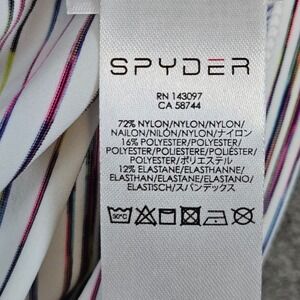 SPYDER
RN 143097
CA 58744
72% NYLON/NYLON/NYLON/
NAILON/NILÓN/NYLON/ナイロン
16% POLYESTER/POLYESTER/
POLYESTER/POLIESTERE/POLIÉSTER/
POLYESTER/ポリエステル
12% ELASTANE/ELASTHANNE/
ELASTHAN/ELASTANE/ELASTANO/
ELASTISCH/スパンデックス
30°C